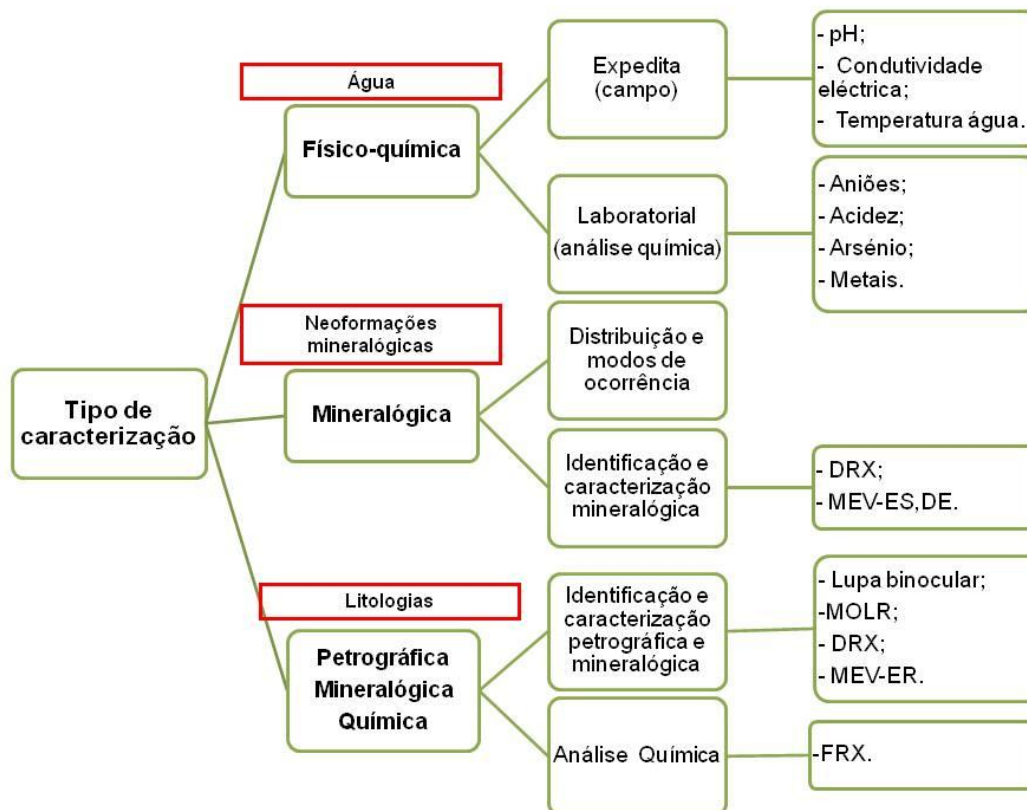 Tipo de
caracterização
Água
Físico-química
Expedita
(campo)
- pH;
- Condutividade
eléctrica;
- Temperatura água.
Laboratorial
(análise química)
- Aniões;
- Acidez;
- Arsénio;
- Metais.
Neoformações
mineralógicas
Mineralógica
Distribuição e
modos de
ocorrência
Identificação e
caracterização
mineralógica
- DRX;
- MEV-ES,DE.
Litologias
Petrográfica
Mineralógica
Química
Identificação e
caracterização
petrográfica e
mineralógica
- Lupa binocular;
-MOLR;
- DRX;
- MEV-ER.
Análise Química
-FRX.